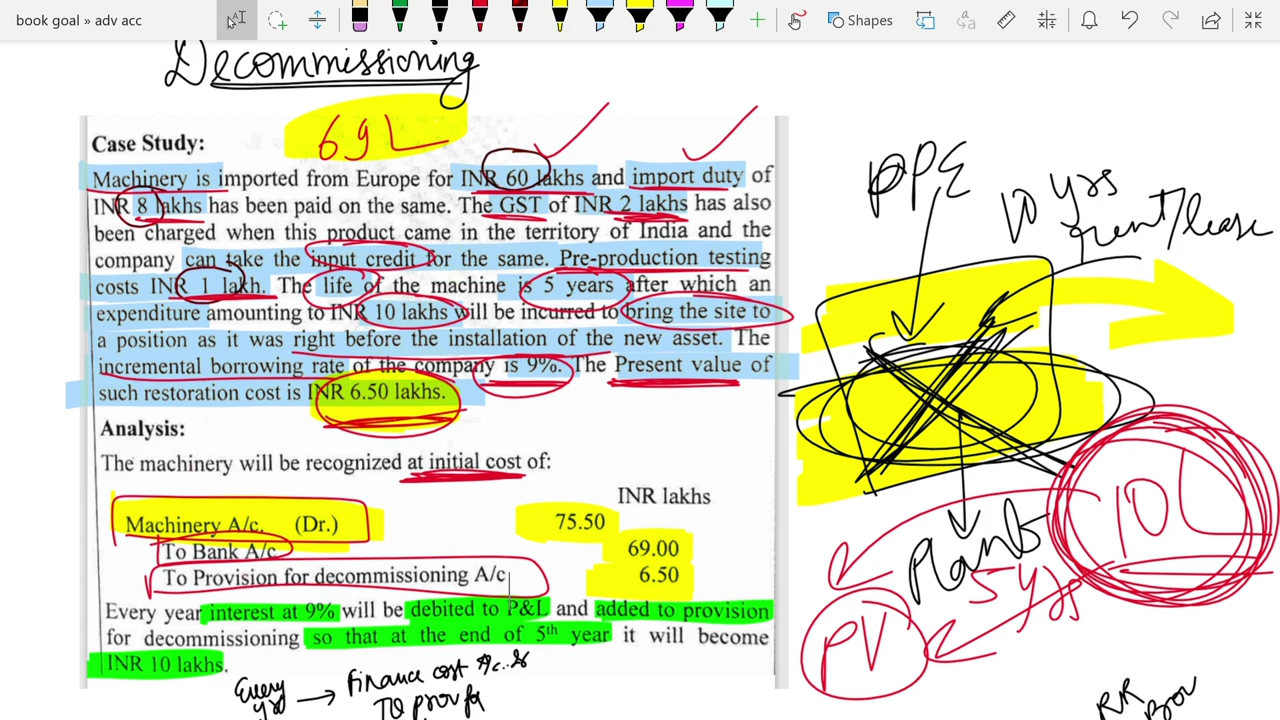 book goal » adv acc
Shapes
Decommissioning
69L
Case Study:
Machinery is imported from Europe for INR 60 lakhs and import duty of
INR 8 lakhs has been paid on the same. The GST of INR 2 lakhs has also
been charged when this product came in the territory of India and the
company can take the input credit for the same. Pre-production testing
costs INR 1 lakh. The life of the machine is 5 years after which an
expenditure amounting to INR 10 lakhs will be incurred to bring the site to
a position as it was right before the installation of the new asset. The
incremental borrowing rate of the company is 9%. The Present value of
such restoration cost is INR 6.50 lakhs.
Analysis:
The machinery will be recognized at initial cost of:
INR lakhs
Machinery A/c. (Dr.) 75.50
To Bank A/c 69.00
To Provision for decommissioning A/c 6.50
Every year interest at 9% will be debited to P&L and added to provision
for decommissioning so that at the end of 5th year it will become
INR 10 lakhs.
Every yr → Finance cost A/c..Dr
TO prov for
PPE
10 yrs
rent/lease
10L
Plants
5 yrs
PV